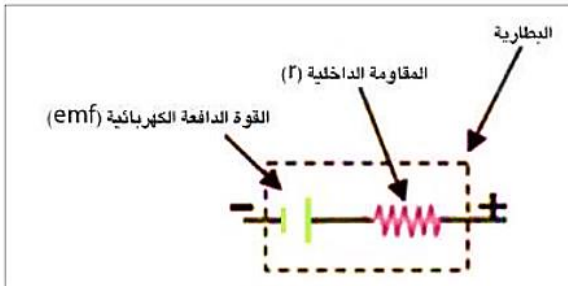 البطارية
المقاومة الداخلية (r)
القوة الدافعة الكهربائية (emf)
- +